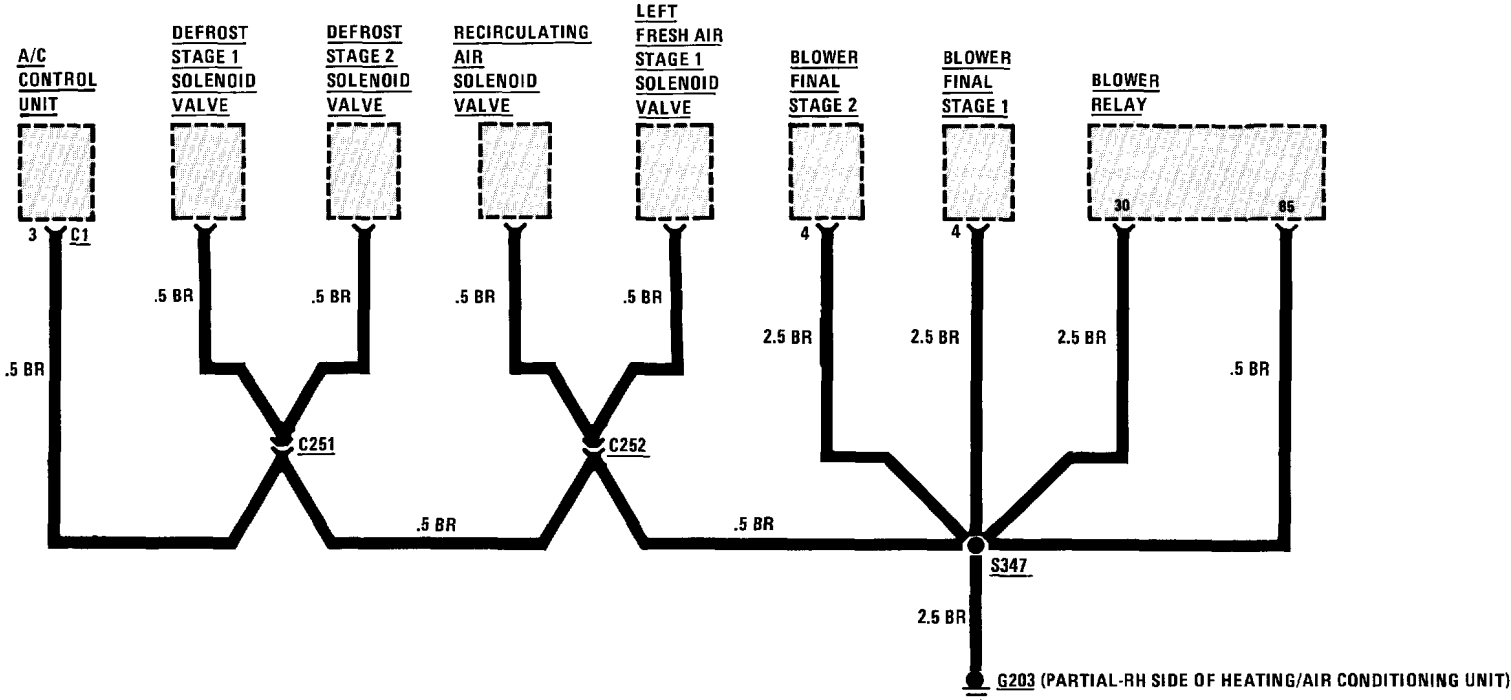 A/C
CONTROL
UNIT
DEFROST
STAGE 1
SOLENOID
VALVE
DEFROST
STAGE 2
SOLENOID
VALVE
RECIRCULATING
AIR
SOLENOID
VALVE
LEFT
FRESH AIR
STAGE 1
SOLENOID
VALVE
BLOWER
FINAL
STAGE 2
BLOWER
FINAL
STAGE 1
BLOWER
RELAY
30
85
3
C1
4
4
.5 BR
.5 BR
.5 BR
.5 BR
.5 BR
2.5 BR
2.5 BR
2.5 BR
.5 BR
C251
C252
.5 BR
.5 BR
S347
2.5 BR
G203 (PARTIAL-RH SIDE OF HEATING/AIR CONDITIONING UNIT)